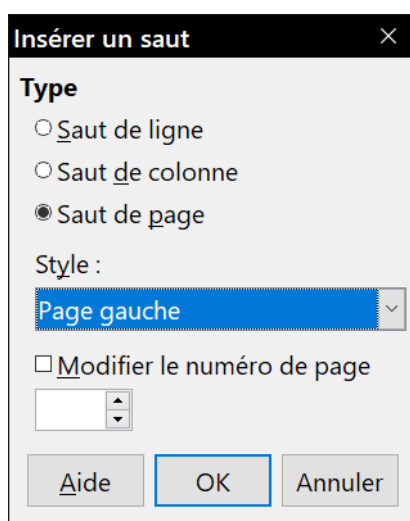 Insérer un saut
Type
Saut de ligne
Saut de colonne
Saut de page
Style :
Page gauche
Modifier le numéro de page
Aide OK Annuler